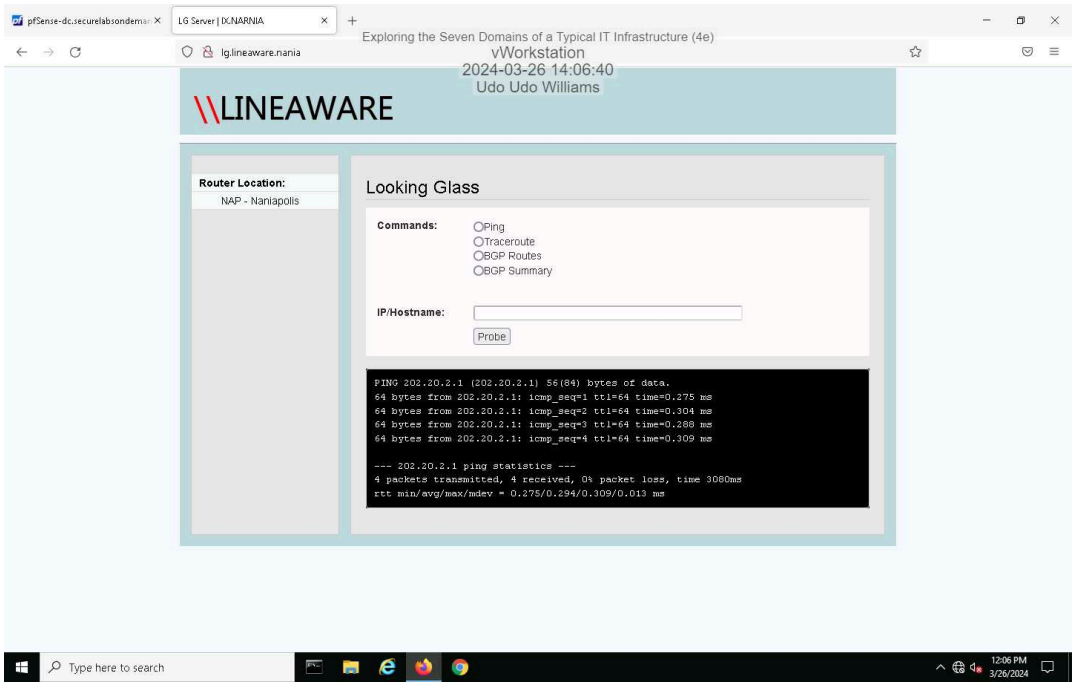 pfSense-dc.securelabsondeman
LG Server | IX.NARNIA
Exploring the Seven Domains of a Typical IT Infrastructure (4e)
vWorkstation
2024-03-26 14:06:40
Udo Udo Williams
lg.lineaware.nania
\\LINEAWARE
Router Location:
NAP - Naniapolis
Looking Glass
Commands:
Ping
Traceroute
BGP Routes
BGP Summary
IP/Hostname:
Probe
PING 202.20.2.1 (202.20.2.1) 56(84) bytes of data.
64 bytes from 202.20.2.1: icmp_seq=1 ttl=64 time=0.275 ms
64 bytes from 202.20.2.1: icmp_seq=2 ttl=64 time=0.304 ms
64 bytes from 202.20.2.1: icmp_seq=3 ttl=64 time=0.288 ms
64 bytes from 202.20.2.1: icmp_seq=4 ttl=64 time=0.309 ms
--- 202.20.2.1 ping statistics ---
4 packets transmitted, 4 received, 0% packet loss, time 3080ms
rtt min/avg/max/mdev = 0.275/0.294/0.309/0.013 ms
Type here to search
12:06 PM
3/26/2024